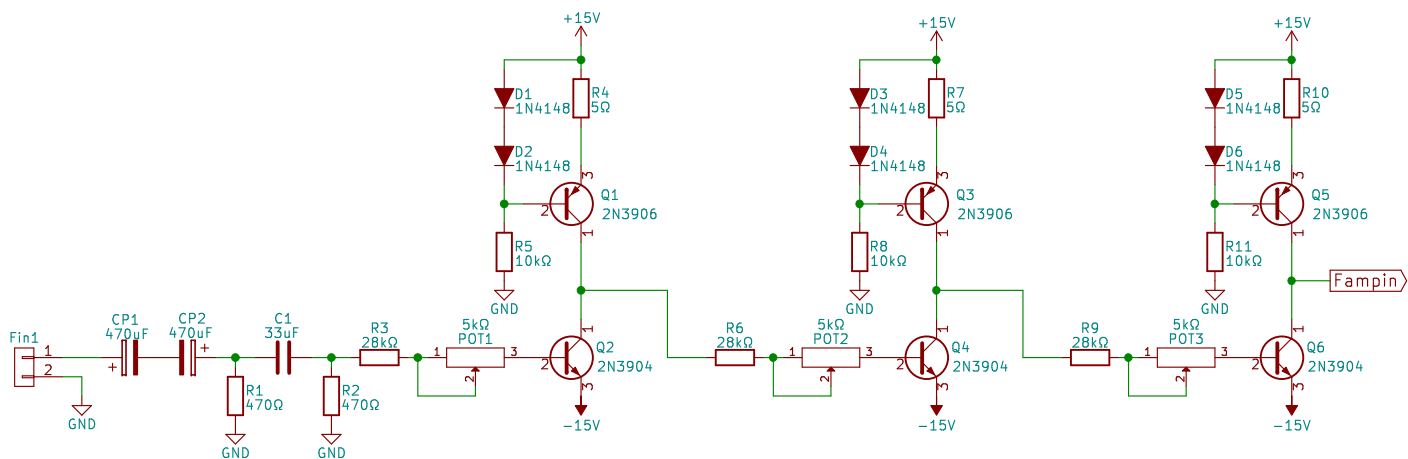 +15V
+15V
+15V
D1
1N4148
R4
5Ω
D3
1N4148
R7
5Ω
D5
1N4148
R10
5Ω
D2
1N4148
D4
1N4148
D6
1N4148
3
Q1
2
2N3906
1
3
Q3
2
2N3906
1
3
Q5
2
2N3906
1
R5
10kΩ
GND
R8
10kΩ
GND
R11
10kΩ
GND
Fampin
Fin1
1
2
GND
CP1
470uF
+
CP2
470uF
+
C1
33uF
R1
470Ω
GND
R2
470Ω
GND
R3
28kΩ
5kΩ
POT1
1
3
2
1
Q2
2
2N3904
3
-15V
R6
28kΩ
5kΩ
POT2
1
3
2
1
Q4
2
2N3904
3
-15V
R9
28kΩ
5kΩ
POT3
1
3
2
1
Q6
2
2N3904
3
-15V